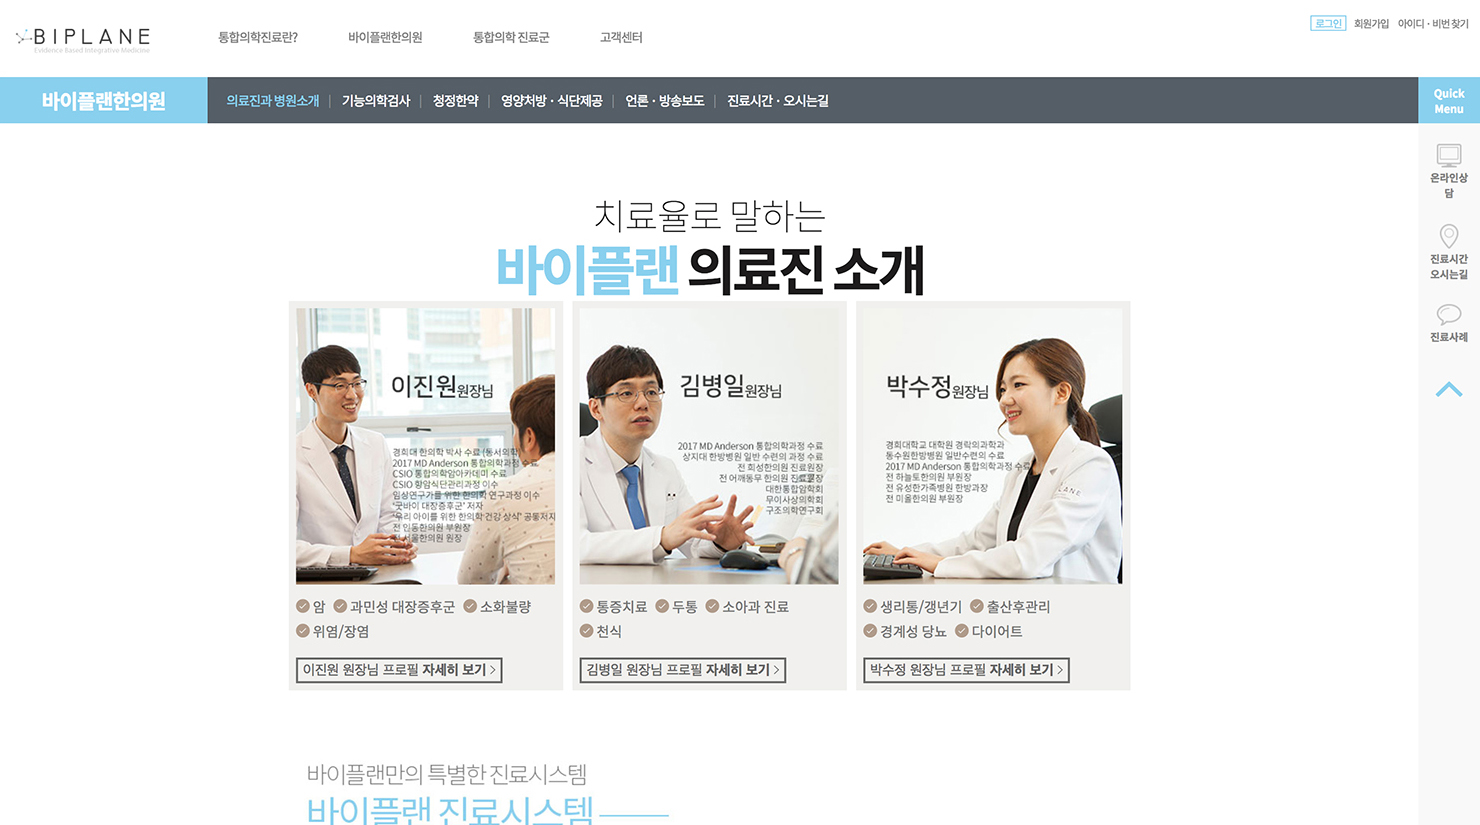 BIPLANE
Evidence Based Integrative Medicine
통합의학진료란?
바이플랜한의원
통합의학 진료군
고객센터
로그인
회원가입
아이디 · 비번 찾기
바이플랜한의원
의료진과 병원소개
기능의학검사
청정한약
영양처방 · 식단제공
언론 · 방송보도
진료시간 · 오시는길
Quick
Menu
온라인상
담
진료시간
오시는길
진료사례
치료율로 말하는
바이플랜 의료진 소개
이진원원장님
경희대 한의학 박사 수료 (동서의학)
2017 MD Anderson 통합의학과정 수료
CSIO 통합의학암아카데미 수료
CSIO 항암식단관리과정 이수
임상연구가를 위한 한의학 연구과정 이수
'굿바이 대장증후군' 저자
'우리 아이를 위한 한의학 건강 상식' 공동저자
전 인동한의원 부원장
전 서울한의원 원장
암
과민성 대장증후군
소화불량
위염/장염
이진원 원장님 프로필 자세히 보기
김병일원장님
2017 MD Anderson 통합의학과정 수료
상지대 한방병원 일반 수련의 과정 수료
전 희성한의원 진료원장
전 어깨동무 한의원 진료원장
대한통합암학회
무이사상의학회
구조의학연구회
통증치료
두통
소아과 진료
천식
김병일 원장님 프로필 자세히 보기
박수정원장님
경희대학교 대학원 경락의과학과
동수원한방병원 일반수련의 수료
2017 MD Anderson 통합의학과정 수료
전 하늘토한의원 부원장
전 유성한가족병원 한방과장
전 미올한의원 부원장
생리통/갱년기
출산후관리
경계성 당뇨
다이어트
박수정 원장님 프로필 자세히 보기
바이플랜만의 특별한 진료시스템
바이플랜 진료시스템